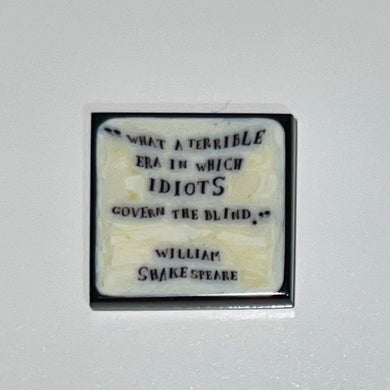 "WHAT A TERRIBLE
ERA IN WHICH
IDIOTS
GOVERN THE BLIND."
WILLIAM
SHAKESPEARE